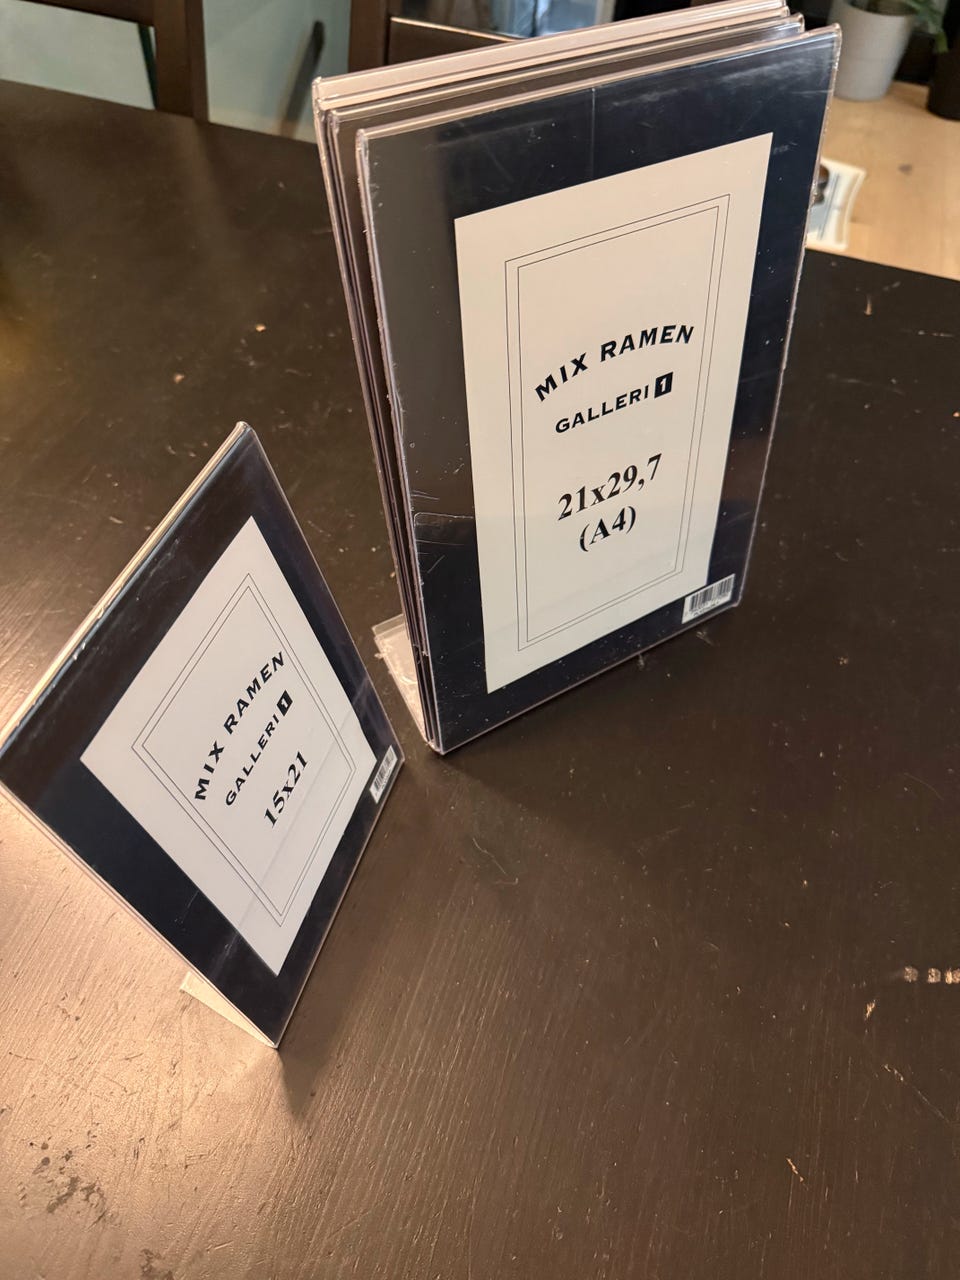 MIX RAMEN
GALLERI 1
21x29,7
(A4)
MIX RAMEN
GALLERI 1
15x21